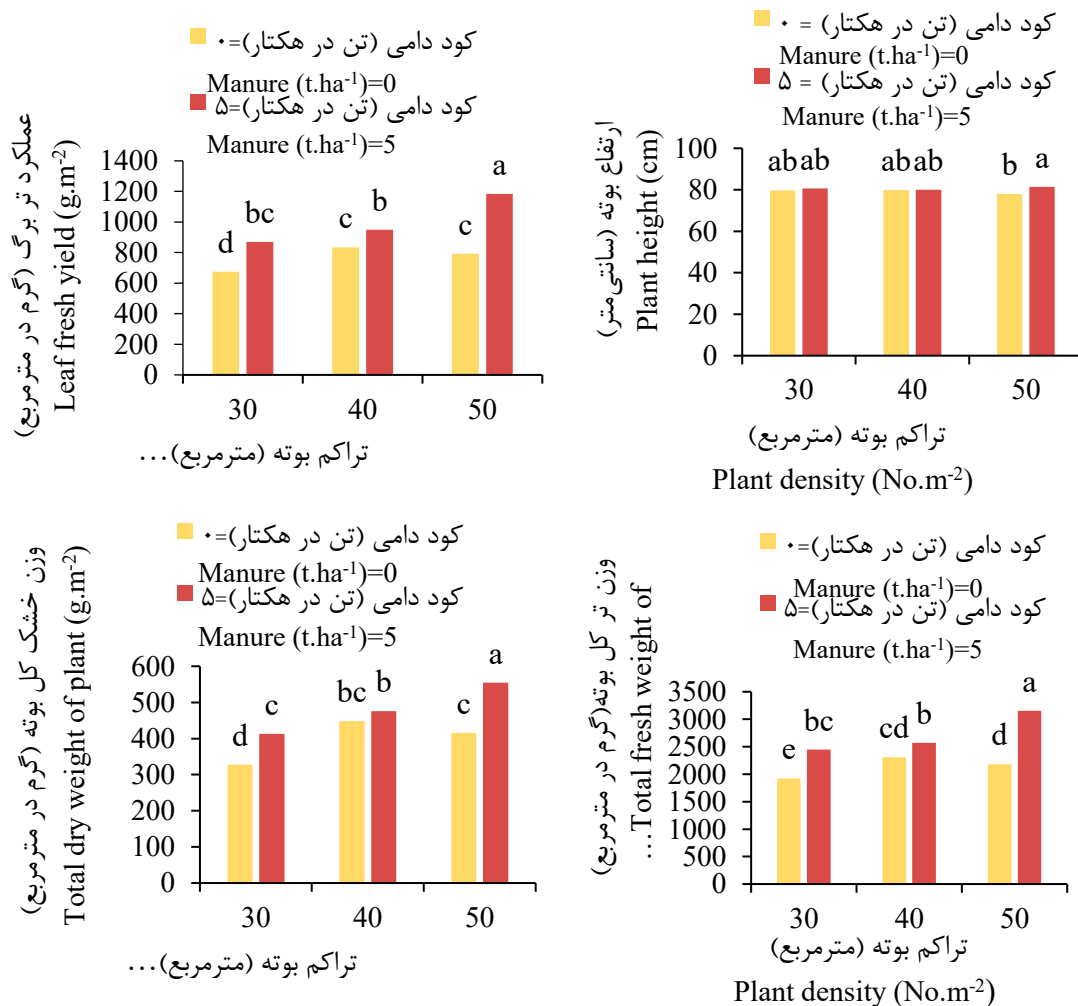 کود دامی (تن در هکتار)=۰
Manure (t.ha-1)=0
کود دامی (تن در هکتار)=۵
Manure (t.ha-1)=5
عملکرد تر برگ (گرم در مترمربع)
Leaf fresh yield (g.m-2)
1400
1200
1000
800
600
400
200
0
d
bc
c
b
c
a
30
40
50
تراکم بوته (مترمربع)...
کود دامی (تن در هکتار) = ۰
Manure (t.ha-1)=0
کود دامی (تن در هکتار) = ۵
Manure (t.ha-1)=5
ارتفاع بوته (سانتی‌متر)
Plant height (cm)
100
80
60
40
20
0
ab
ab
ab
ab
b
a
30
40
50
تراکم بوته (مترمربع)
Plant density (No.m-2)
کود دامی (تن در هکتار)=۰
Manure (t.ha-1)=0
کود دامی (تن در هکتار)=۵
Manure (t.ha-1)=5
وزن خشک کل بوته (گرم در مترمربع)
Total dry weight of plant (g.m-2)
600
500
400
300
200
100
0
d
c
bc
b
c
a
30
40
50
تراکم بوته (مترمربع)...
کود دامی (تن در هکتار)=۰
Manure (t.ha-1)=0
کود دامی (تن در هکتار)=۵
Manure (t.ha-1)=5
وزن تر کل بوته(گرم در مترمربع)
...Total fresh weight of
3500
3000
2500
2000
1500
1000
500
0
e
bc
cd
b
d
a
30
40
50
تراکم بوته (مترمربع)
Plant density (No.m-2)